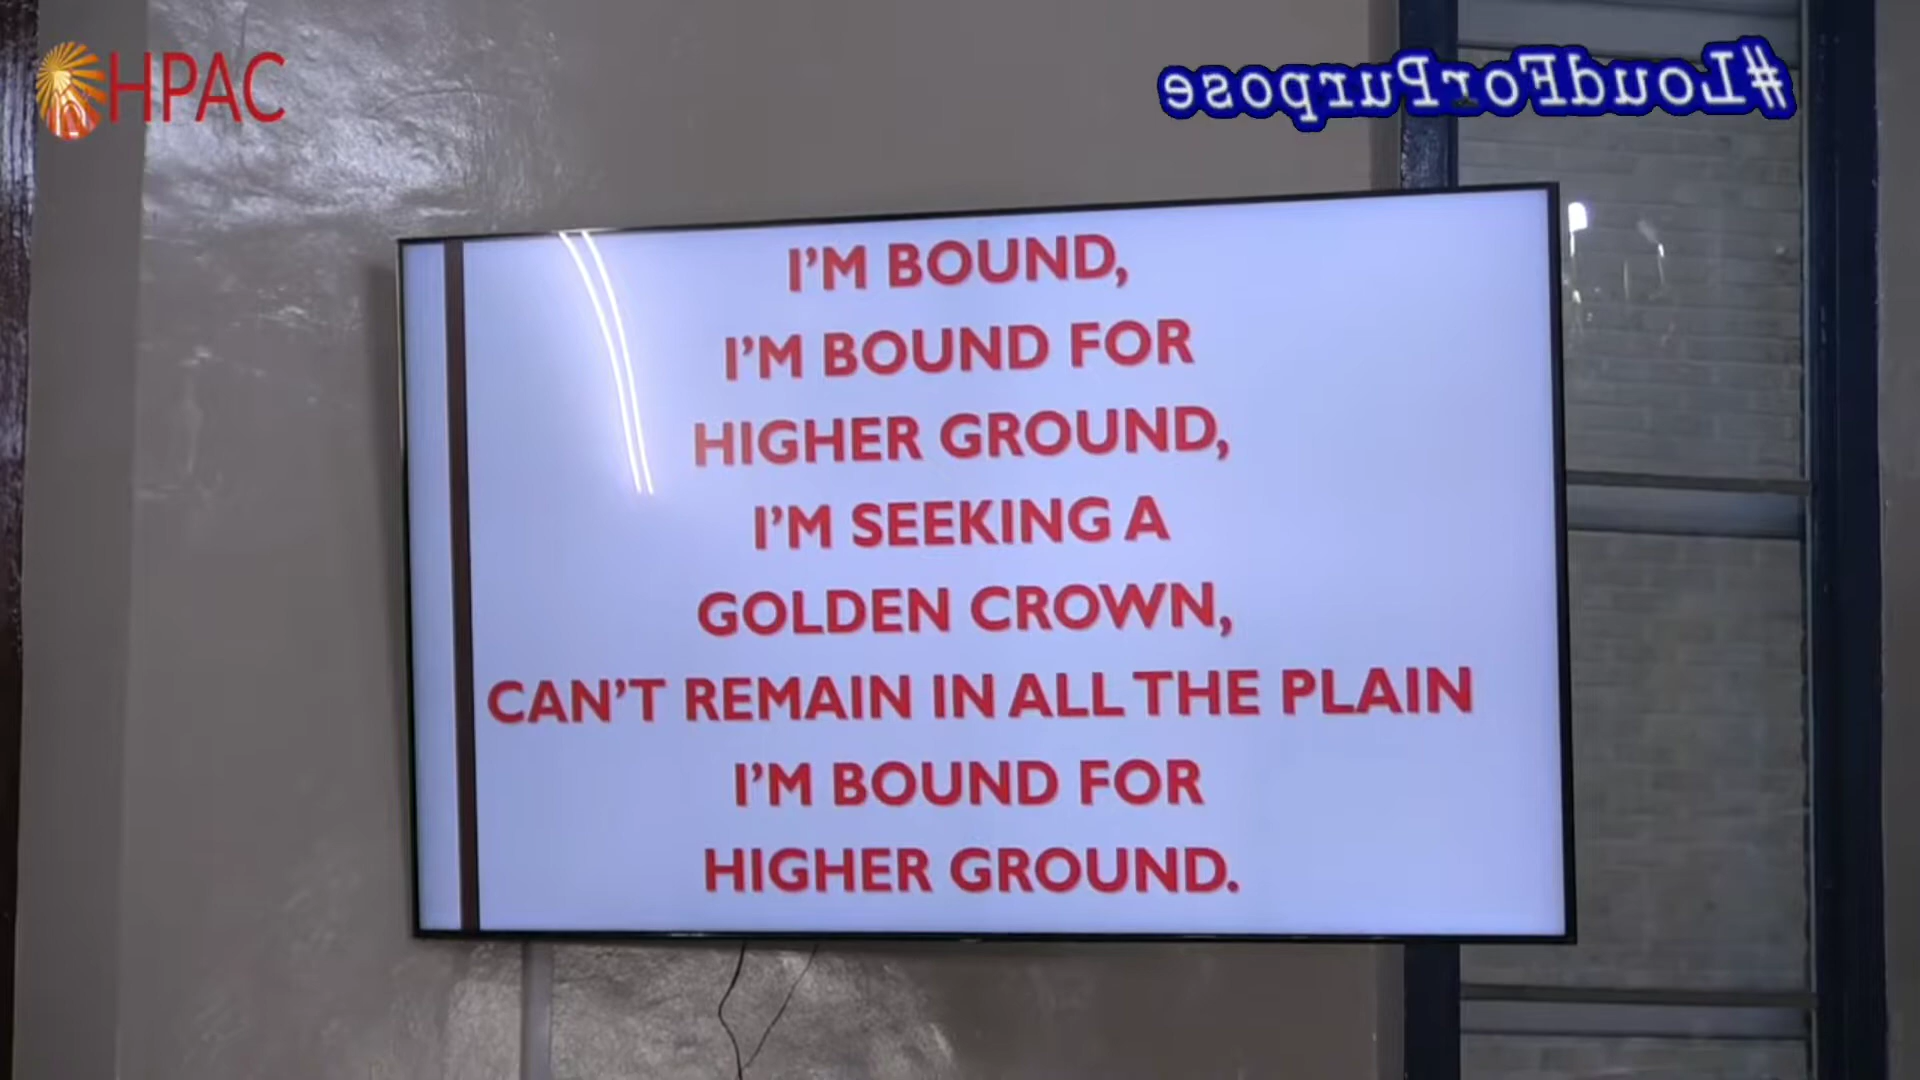 HPAC
#LoudForPurpose
I'M BOUND,
I'M BOUND FOR
HIGHER GROUND,
I'M SEEKING A
GOLDEN CROWN,
CAN'T REMAIN IN ALL THE PLAIN
I'M BOUND FOR
HIGHER GROUND.